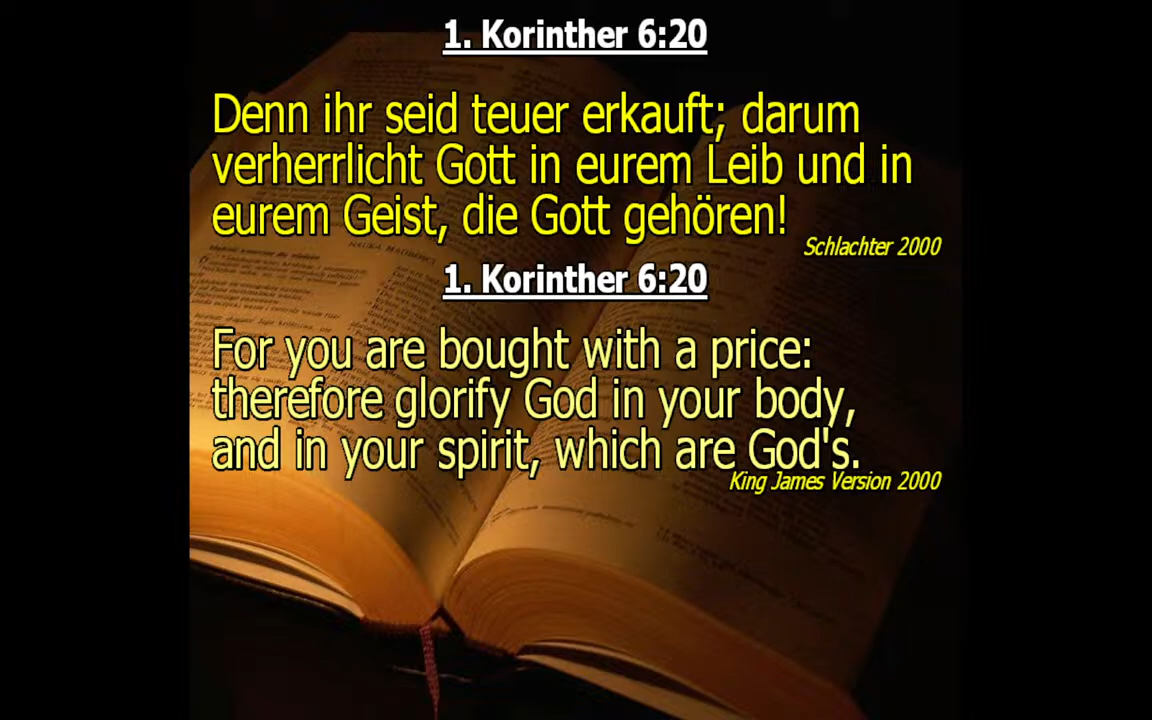 1. Korinther 6:20
Denn ihr seid teuer erkauft; darum
verherrlicht Gott in eurem Leib und in
eurem Geist, die Gott gehören!
Schlachter 2000
1. Korinther 6:20
For you are bought with a price:
therefore glorify God in your body,
and in your spirit, which are God's.
King James Version 2000